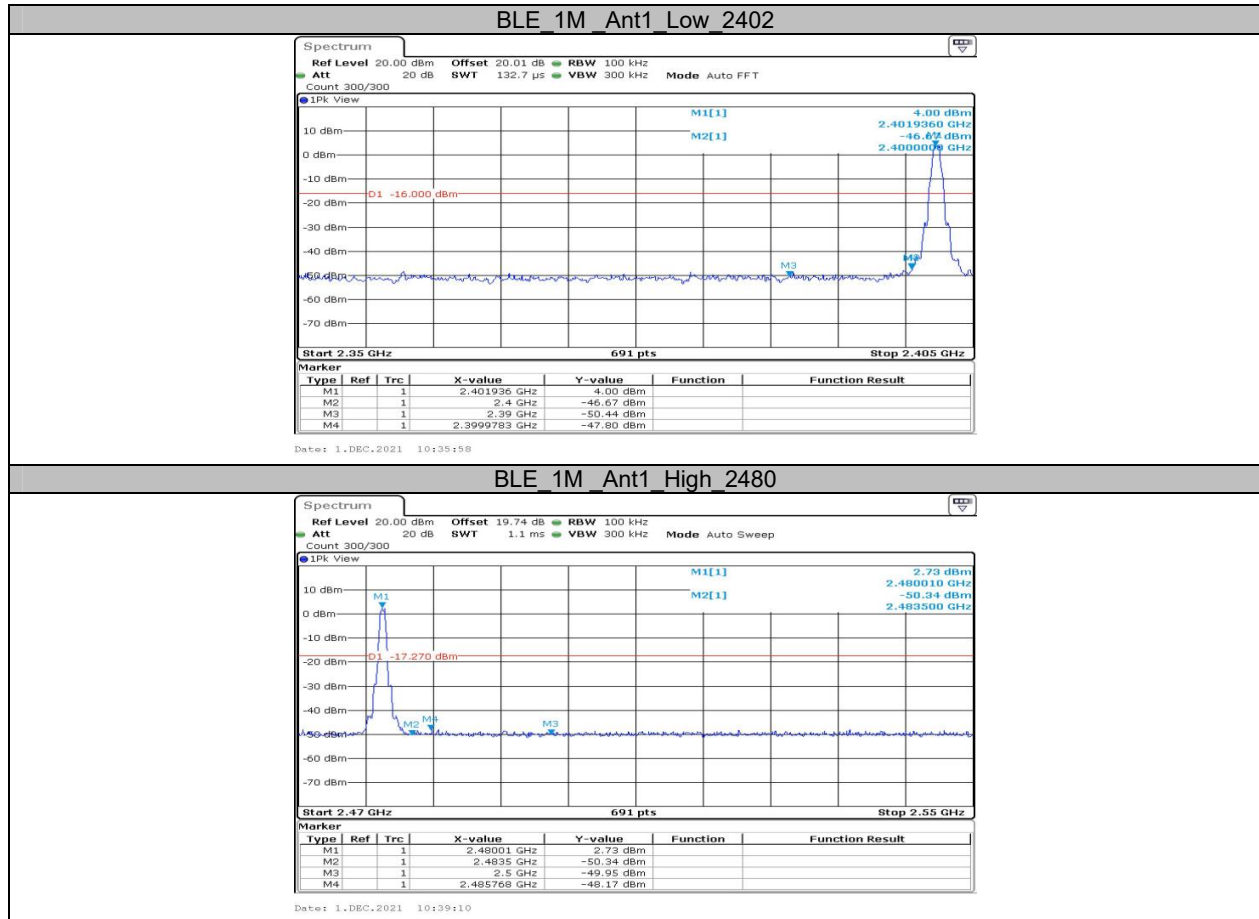 BLE_1M _Ant1_Low_2402
Spectrum
Ref Level 20.00 dBm Offset 20.01 dB RBW 100 kHz
Att 20 dB SWT 132.7 µs VBW 300 kHz Mode Auto FFT
Count 300/300
1Pk View
M1[1] 4.00 dBm
2.4019360 GHz
M2[1] -46.67 dBm
2.4000000 GHz
10 dBm
0 dBm
-10 dBm
D1 -16.000 dBm
-20 dBm
-30 dBm
-40 dBm
M3
-50 dBm
-60 dBm
-70 dBm
Start 2.35 GHz 691 pts Stop 2.405 GHz
Marker
Type Ref Trc X-value Y-value Function Function Result
M1 1 2.401936 GHz 4.00 dBm
M2 1 2.4 GHz -46.67 dBm
M3 1 2.39 GHz -50.44 dBm
M4 1 2.3999783 GHz -47.80 dBm
Date: 1.DEC.2021 10:35:58
BLE_1M _Ant1_High_2480
Spectrum
Ref Level 20.00 dBm Offset 19.74 dB RBW 100 kHz
Att 20 dB SWT 1.1 ms VBW 300 kHz Mode Auto Sweep
Count 300/300
1Pk View
M1[1] 2.73 dBm
2.480010 GHz
M2[1] -50.34 dBm
2.483500 GHz
10 dBm
M1
0 dBm
-10 dBm
D1 -17.270 dBm
-20 dBm
-30 dBm
-40 dBm
M2 M4 M3
-50 dBm
-60 dBm
-70 dBm
Start 2.47 GHz 691 pts Stop 2.55 GHz
Marker
Type Ref Trc X-value Y-value Function Function Result
M1 1 2.48001 GHz 2.73 dBm
M2 1 2.4835 GHz -50.34 dBm
M3 1 2.5 GHz -49.95 dBm
M4 1 2.485768 GHz -48.17 dBm
Date: 1.DEC.2021 10:39:10